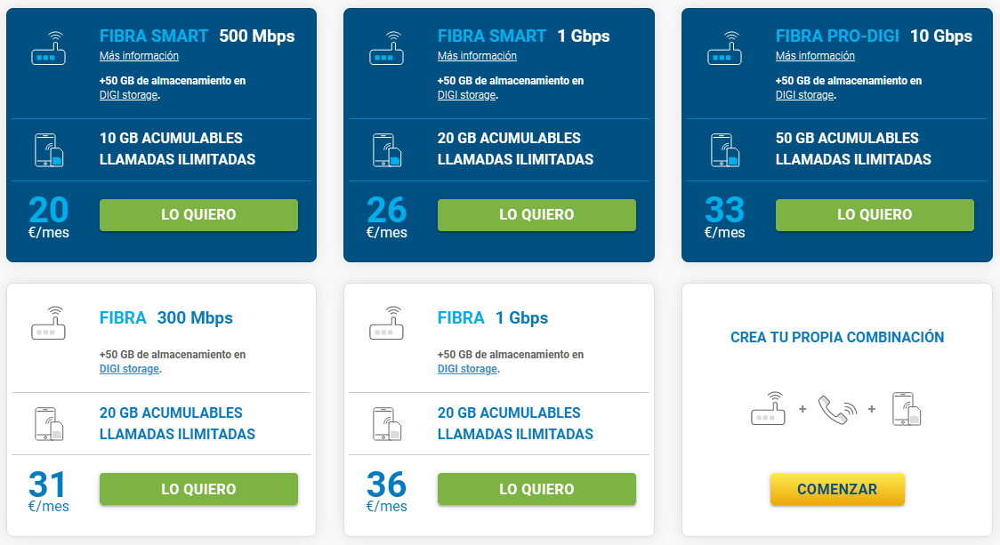 FIBRA SMART 500 Mbps
Más información
+50 GB de almacenamiento en
DIGI storage.
10 GB ACUMULABLES
LLAMADAS ILIMITADAS
20
€/mes
LO QUIERO
FIBRA SMART 1 Gbps
Más información
+50 GB de almacenamiento en
DIGI storage.
20 GB ACUMULABLES
LLAMADAS ILIMITADAS
26
€/mes
LO QUIERO
FIBRA PRO-DIGI 10 Gbps
Más información
+50 GB de almacenamiento en
DIGI storage.
50 GB ACUMULABLES
LLAMADAS ILIMITADAS
33
€/mes
LO QUIERO
FIBRA 300 Mbps
+50 GB de almacenamiento en
DIGI storage.
20 GB ACUMULABLES
LLAMADAS ILIMITADAS
31
€/mes
LO QUIERO
FIBRA 1 Gbps
+50 GB de almacenamiento en
DIGI storage.
20 GB ACUMULABLES
LLAMADAS ILIMITADAS
36
€/mes
LO QUIERO
CREA TU PROPIA COMBINACIÓN
+ +
COMENZAR